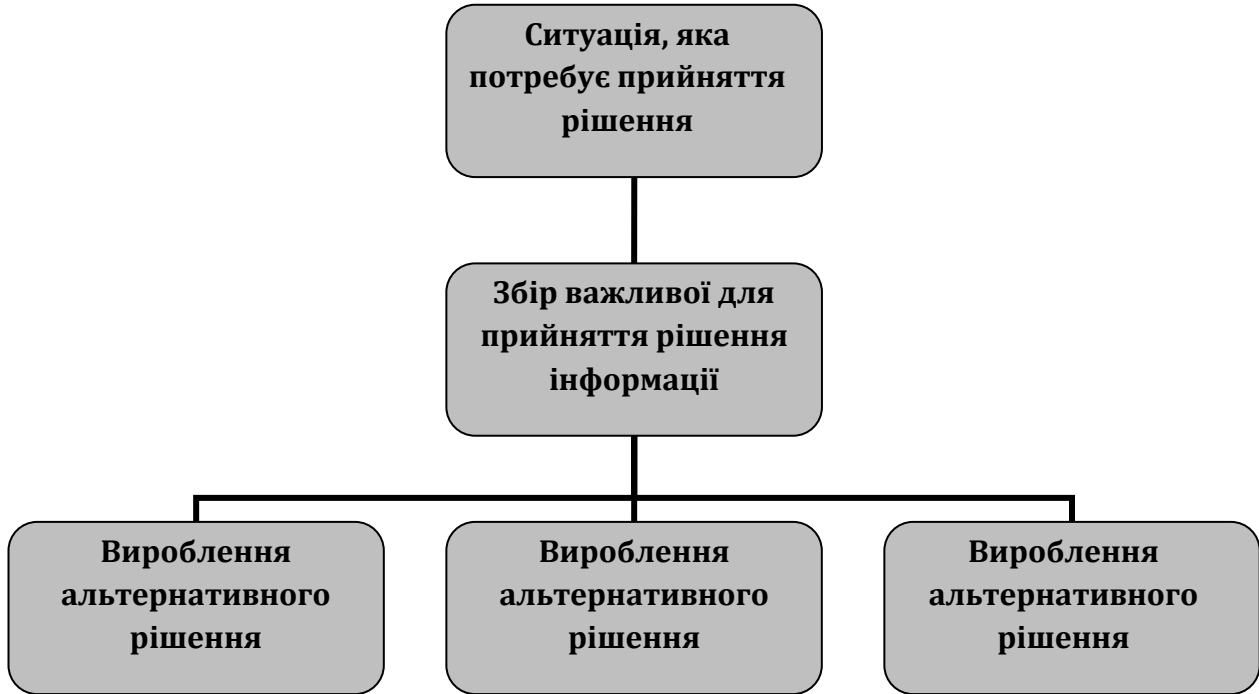 Ситуація, яка
потребує прийняття
рішення
Збір важливої для
прийняття рішення
інформації
Вироблення
альтернативного
рішення
Вироблення
альтернативного
рішення
Вироблення
альтернативного
рішення